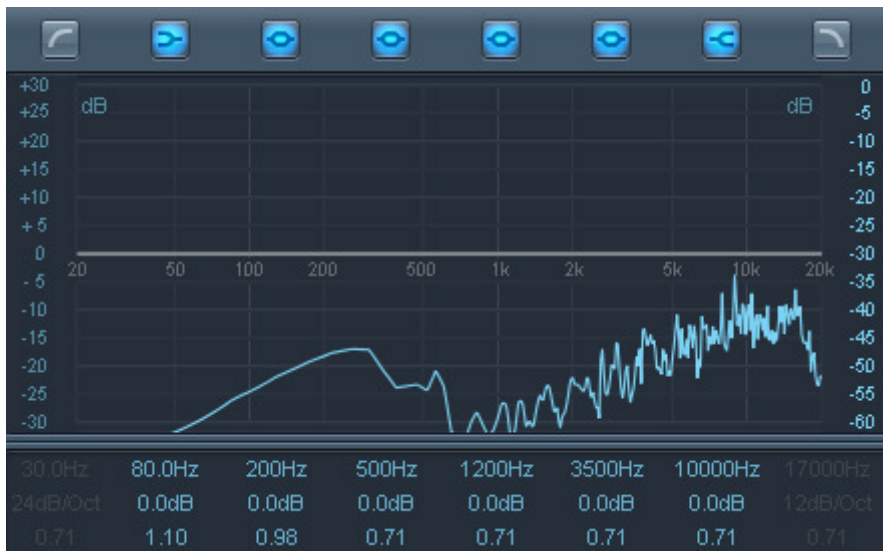 +30 0
+25 dB dB -5
+20 -10
+15 -15
+10 -20
+ 5 -25
0 -30
20 50 100 200 500 1k 2k 5k 10k 20k
- 5 -35
-10 -40
-15 -45
-20 -50
-25 -55
-30 -60
30.0Hz 80.0Hz 200Hz 500Hz 1200Hz 3500Hz 10000Hz 17000Hz
24dB/Oct 0.0dB 0.0dB 0.0dB 0.0dB 0.0dB 0.0dB 12dB/Oct
0.71 1.10 0.98 0.71 0.71 0.71 0.71 0.71